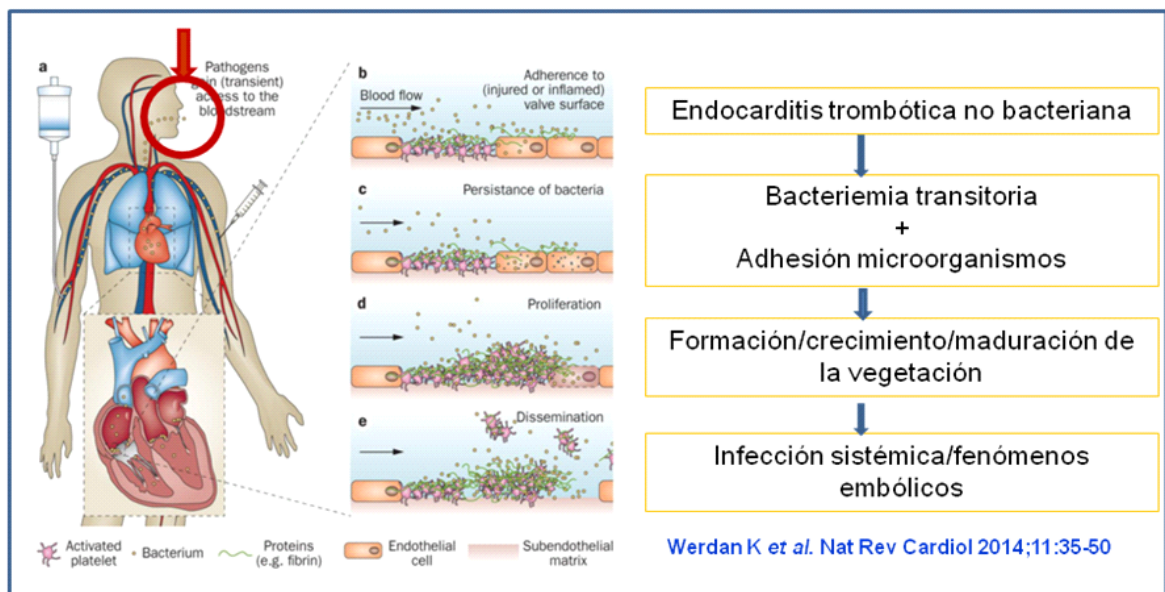 a
Pathogens
gain (transient)
access to the
bloodstream
b
Adherence to
(injured or inflamed)
valve surface
Blood flow
c
Persistance of bacteria
d
Proliferation
e
Dissemination
Activated
platelet
Bacterium
Proteins
(e.g. fibrin)
Endothelial
cell
Subendothelial
matrix
Endocarditis trombótica no bacteriana
Bacteriemia transitoria
+
Adhesión microorganismos
Formación/crecimiento/maduración de
la vegetación
Infección sistémica/fenómenos
embólicos
Werdan K et al. Nat Rev Cardiol 2014;11:35-50